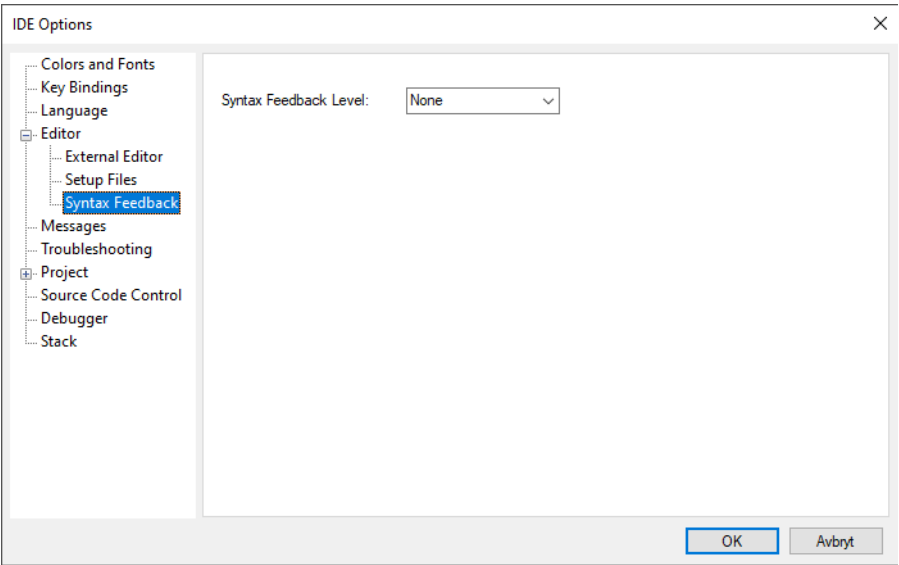 IDE Options
Colors and Fonts
Key Bindings
Language
Editor
External Editor
Setup Files
Syntax Feedback
Messages
Troubleshooting
Project
Source Code Control
Debugger
Stack
Syntax Feedback Level: None
OK Avbryt